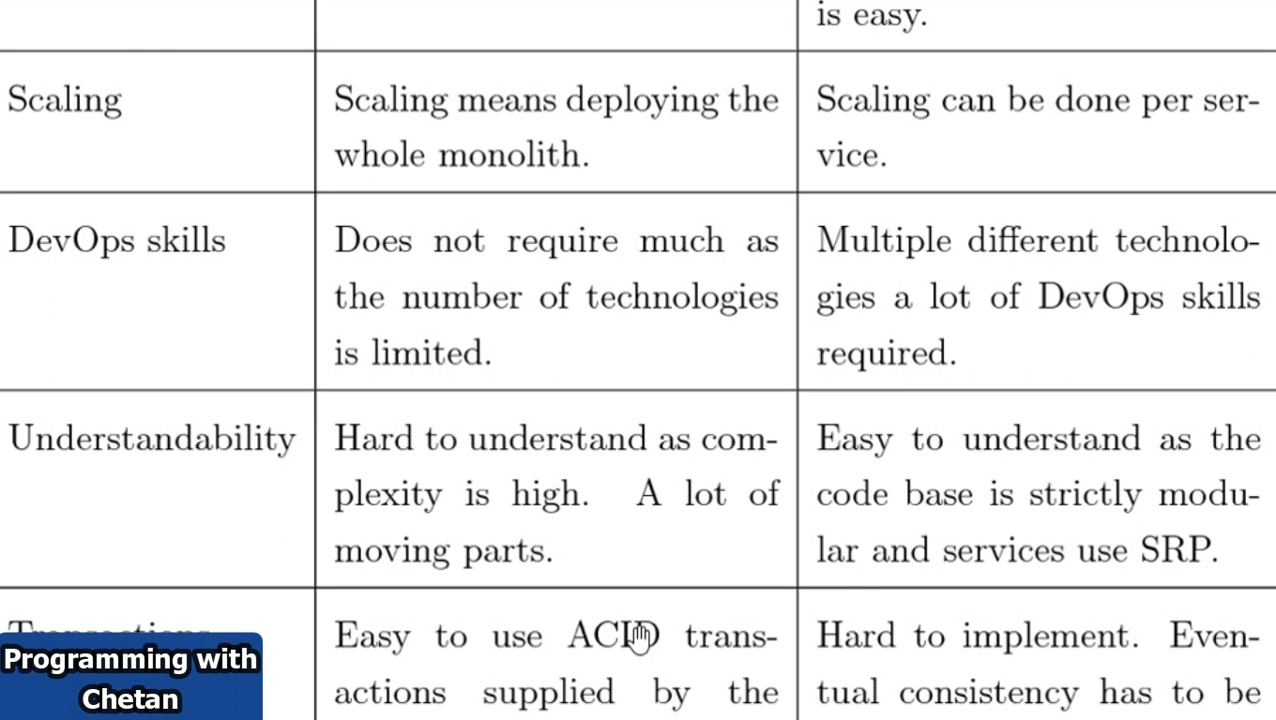 is easy.
Scaling
Scaling means deploying the
whole monolith.
Scaling can be done per ser-
vice.
DevOps skills
Does not require much as
the number of technologies
is limited.
Multiple different technolo-
gies a lot of DevOps skills
required.
Understandability
Hard to understand as com-
plexity is high. A lot of
moving parts.
Easy to understand as the
code base is strictly modu-
lar and services use SRP.
Transactions
Easy to use ACID trans-
actions supplied by the
Hard to implement. Even-
tual consistency has to be
Programming with
Chetan